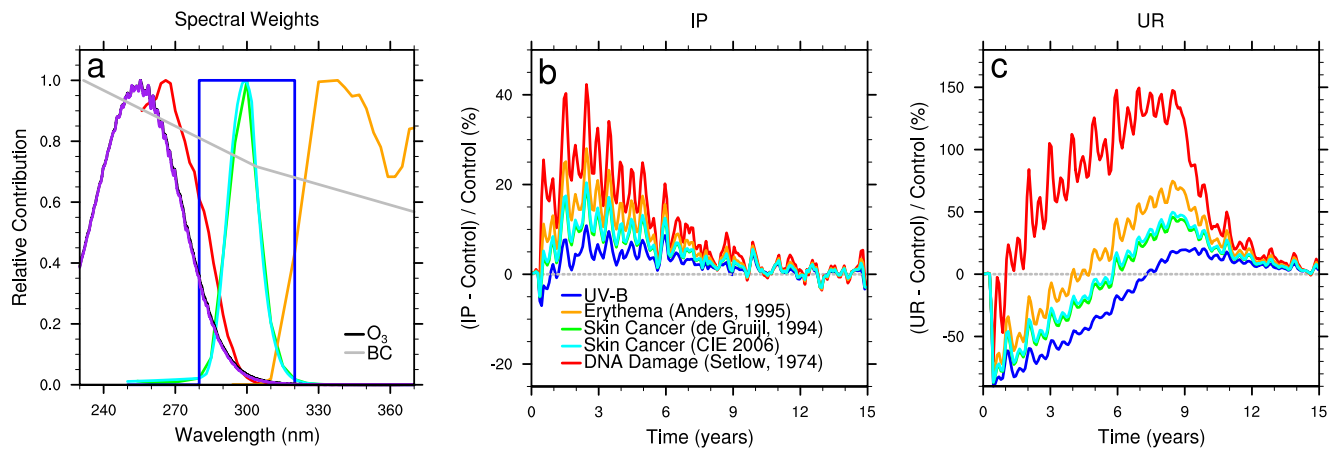 Spectral Weights
a
1.0
0.8
0.6
0.4
0.2
0.0
Relative Contribution
230 270 300 330 360
Wavelength (nm)
O3
BC
IP
b
40
20
0
-20
(IP - Control) / Control (%)
UV-B
Erythema (Anders, 1995)
Skin Cancer (de Gruijl, 1994)
Skin Cancer (CIE 2006)
DNA Damage (Setlow, 1974)
0 3 6 9 12 15
Time (years)
UR
c
150
100
50
0
-50
(UR - Control) / Control (%)
0 3 6 9 12 15
Time (years)